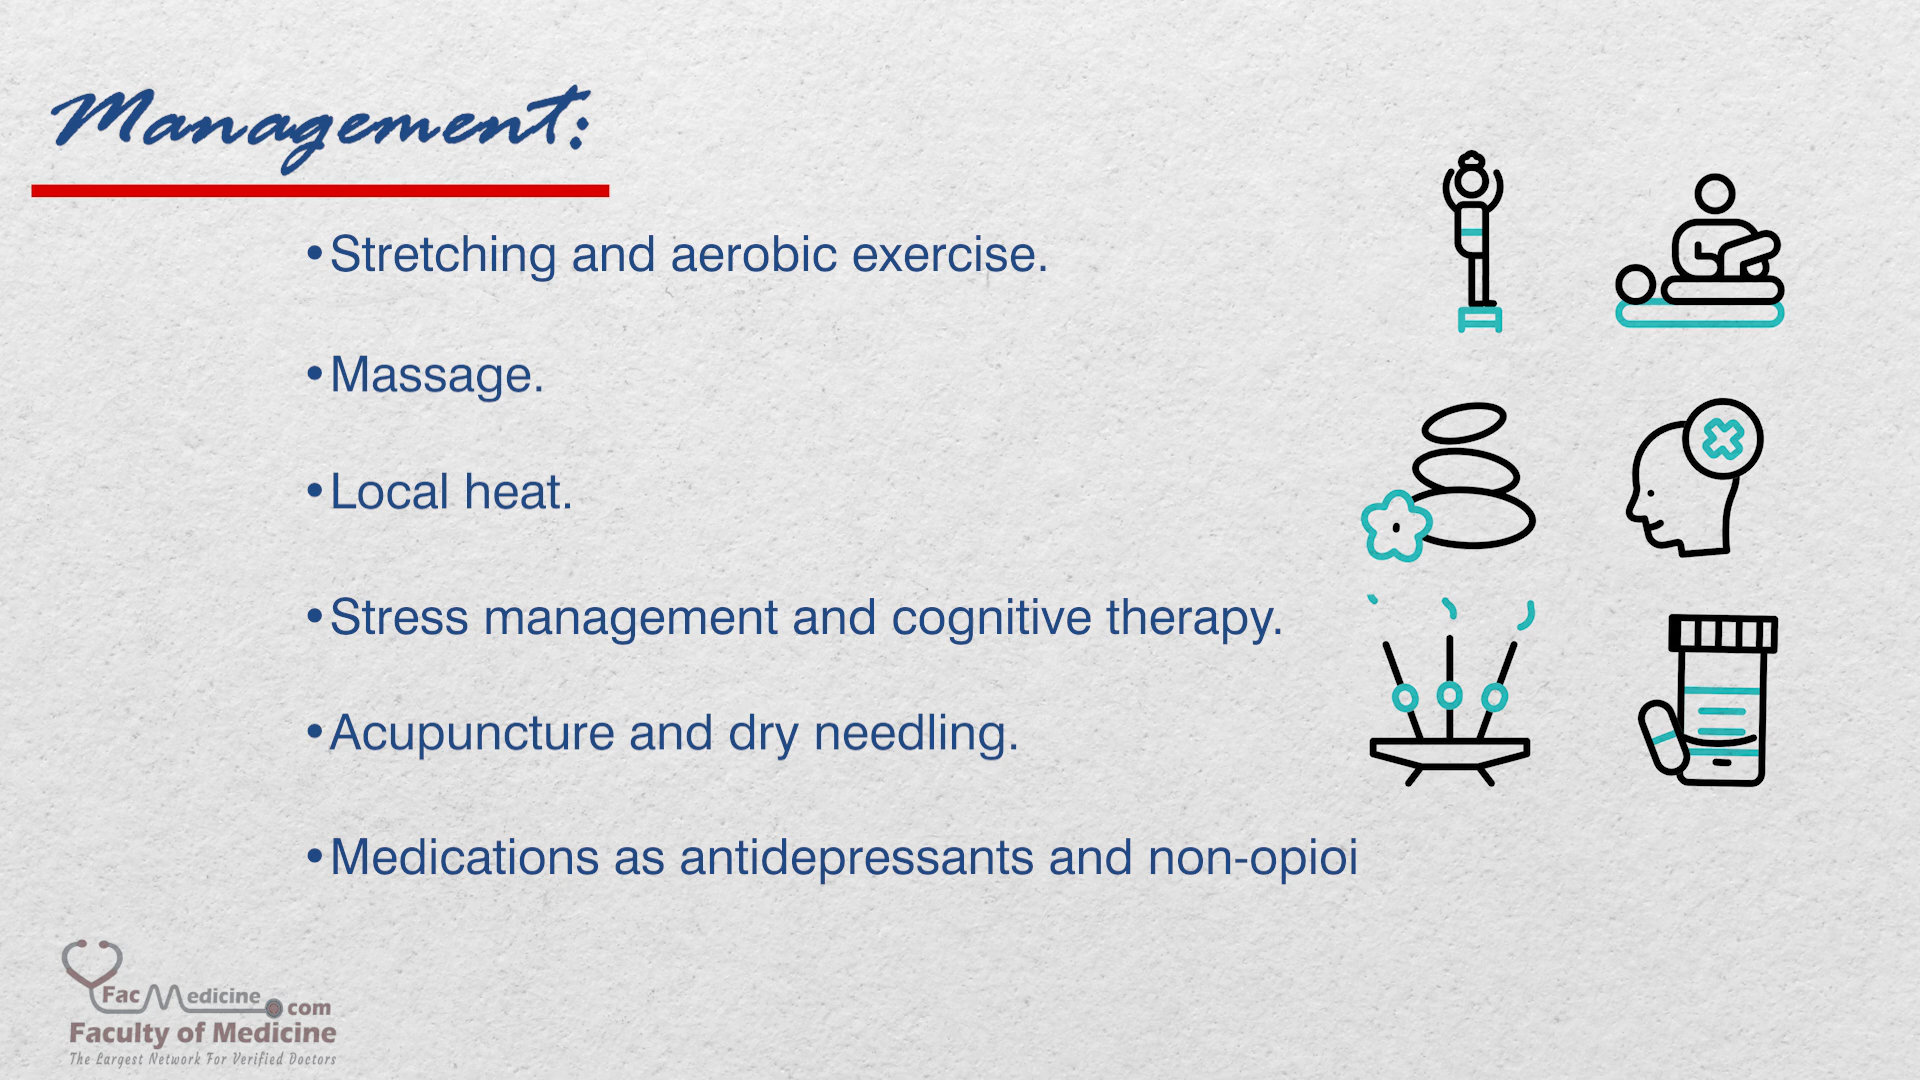 Management:
•Stretching and aerobic exercise.
•Massage.
•Local heat.
•Stress management and cognitive therapy.
•Acupuncture and dry needling.
•Medications as antidepressants and non-opioi
FacMedicine.com
Faculty of Medicine
The Largest Network For Verified Doctors